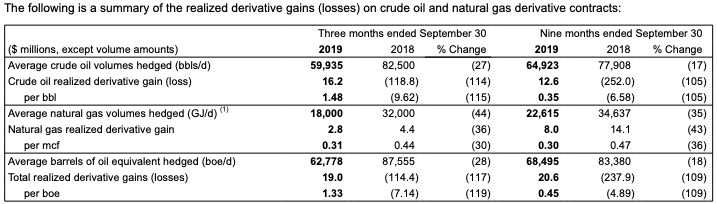 The following is a summary of the realized derivative gains (losses) on crude oil and natural gas derivative contracts:
Three months ended September 30 Nine months ended September 30
($ millions, except volume amounts) 2019 2018 % Change 2019 2018 % Change
Average crude oil volumes hedged (bbls/d) 59,935 82,500 (27) 64,923 77,908 (17)
Crude oil realized derivative gain (loss) 16.2 (118.8) (114) 12.6 (252.0) (105)
per bbl 1.48 (9.62) (115) 0.35 (6.58) (105)
Average natural gas volumes hedged (GJ/d) (1) 18,000 32,000 (44) 22,615 34,637 (35)
Natural gas realized derivative gain 2.8 4.4 (36) 8.0 14.1 (43)
per mcf 0.31 0.44 (30) 0.30 0.47 (36)
Average barrels of oil equivalent hedged (boe/d) 62,778 87,555 (28) 68,495 83,380 (18)
Total realized derivative gains (losses) 19.0 (114.4) (117) 20.6 (237.9) (109)
per boe 1.33 (7.14) (119) 0.45 (4.89) (109)